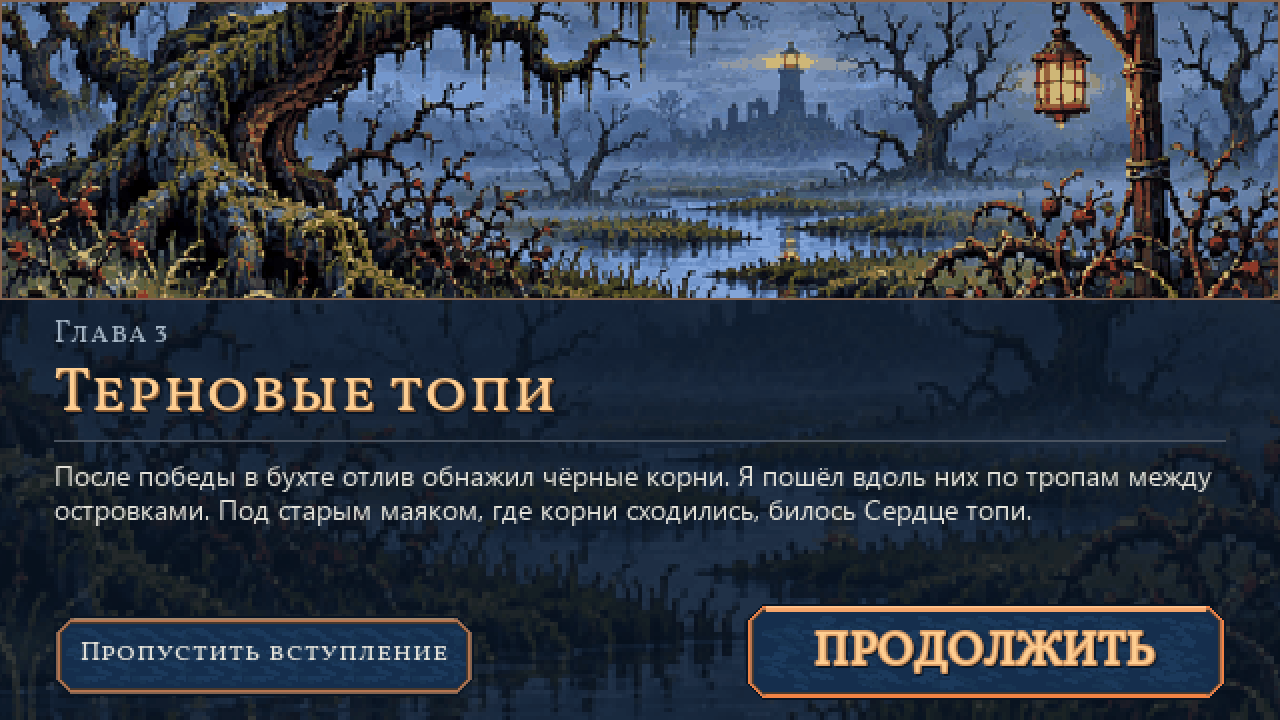 Глава 3
Терновые топи
После победы в бухте отлив обнажил чёрные корни. Я пошёл вдоль них по тропам между
островками. Под старым маяком, где корни сходились, билось Сердце топи.
Пропустить вступление
ПРОДОЛЖИТЬ